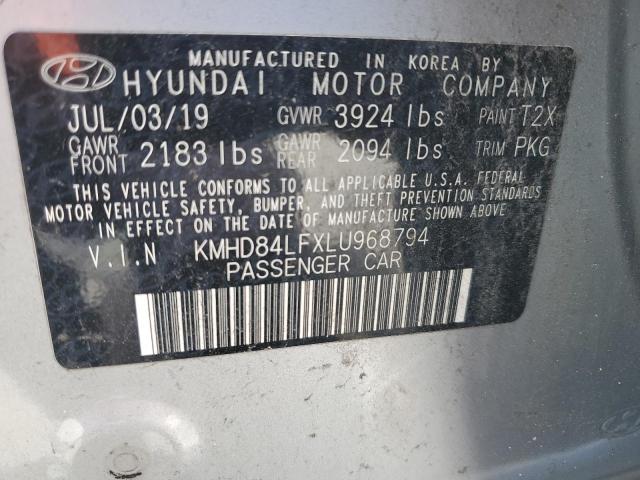 MANUFACTURED IN KOREA BY
HYUNDAI MOTOR COMPANY
JUL/03/19 GVWR 3924 lbs PAINT T2X
GAWR FRONT 2183 lbs GAWR REAR 2094 lbs TRIM PKG
THIS VEHICLE CONFORMS TO ALL APPLICABLE U.S.A. FEDERAL
MOTOR VEHICLE SAFETY, BUMPER, AND THEFT PREVENTION STANDARDS
IN EFFECT ON THE DATE OF MANUFACTURE SHOWN ABOVE
V.I.N KMHD84LFXLU968794
PASSENGER CAR